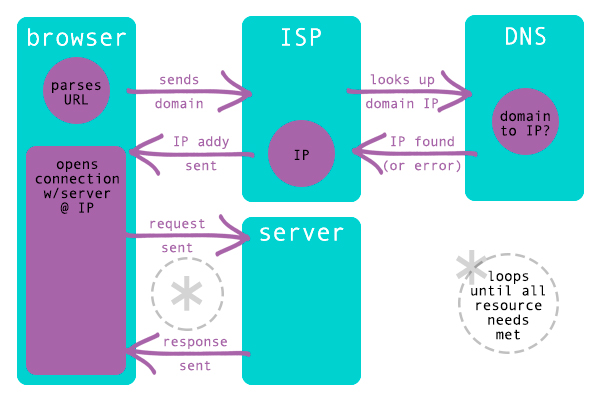 browser
parses
URL
sends
domain
ISP
looks up
domain IP
DNS
domain
to IP?
IP found
(or error)
IP
IP addy
sent
opens
connection
w/server
@ IP
request
sent
server
*
response
sent
*
loops
until all
resource
needs
met